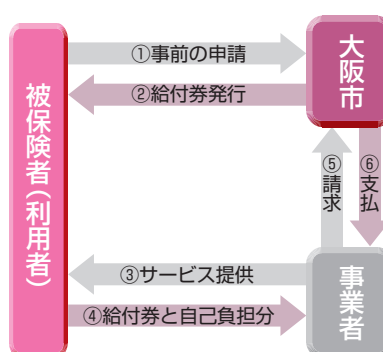 被保険者(利用者)
①事前の申請
②給付券発行
大阪市
⑤請求
⑥支払
③サービス提供
④給付券と自己負担分
事業者